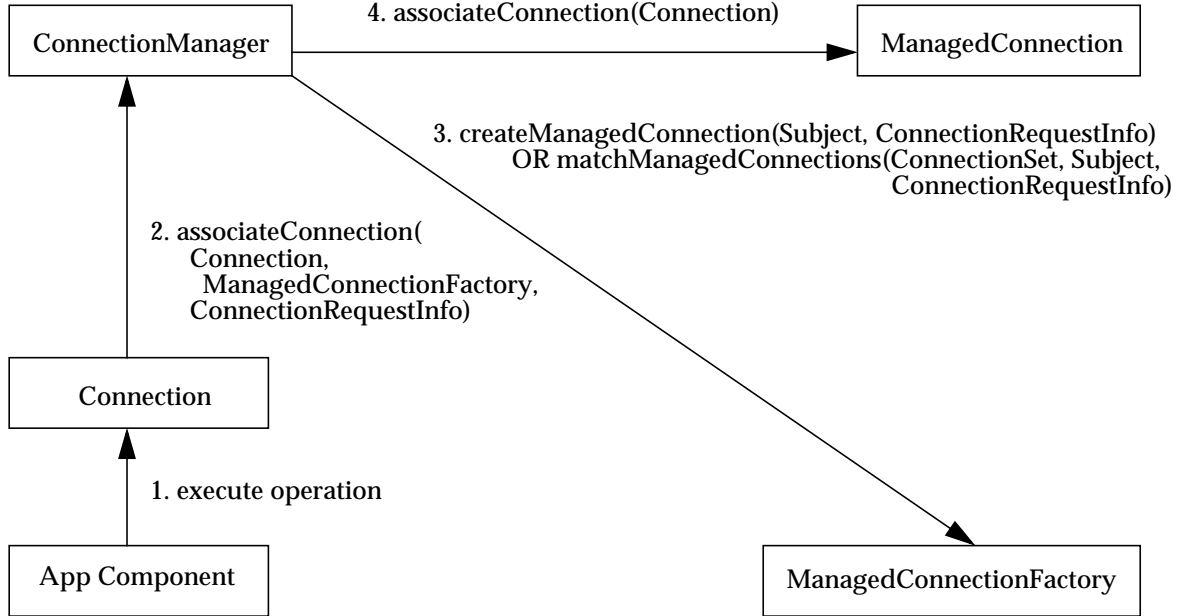 4. associateConnection(Connection)
ConnectionManager
ManagedConnection
3. createManagedConnection(Subject, ConnectionRequestInfo)
OR matchManagedConnections(ConnectionSet, Subject,
ConnectionRequestInfo)
2. associateConnection(
Connection,
ManagedConnectionFactory,
ConnectionRequestInfo)
Connection
1. execute operation
App Component
ManagedConnectionFactory